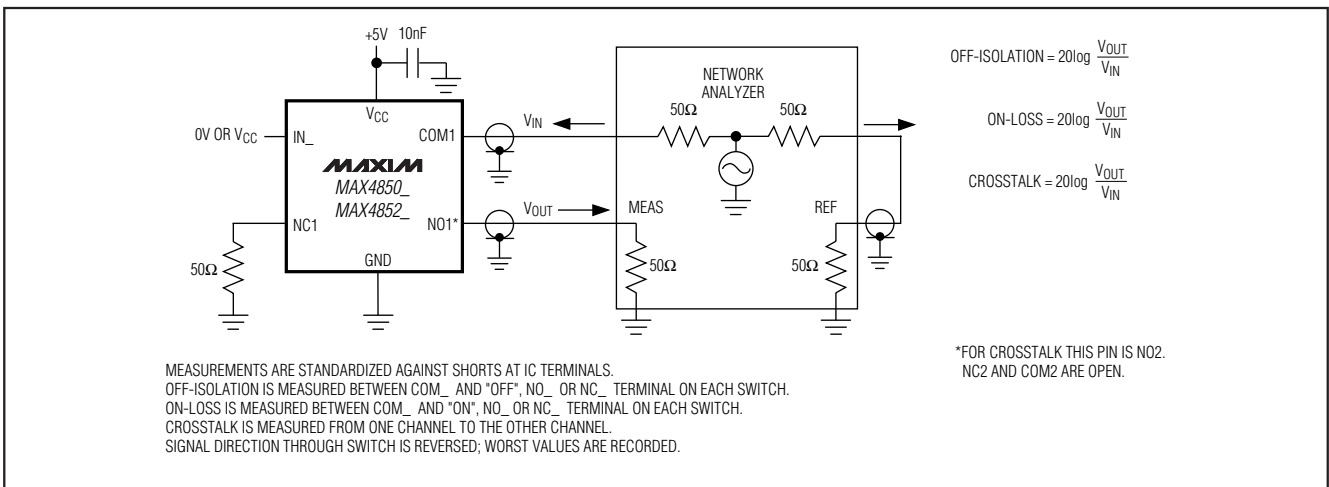 +5V 10nF
VCC
0V OR VCC
IN_
COM1
MAXIM
MAX4850_
MAX4852_
NC1
NO1*
GND
50Ω
VIN
VOUT
NETWORK
ANALYZER
50Ω 50Ω
MEAS REF
50Ω 50Ω
OFF-ISOLATION = 20log VOUT
VIN
ON-LOSS = 20log VOUT
VIN
CROSSTALK = 20log VOUT
VIN
*FOR CROSSTALK THIS PIN IS NO2.
NC2 AND COM2 ARE OPEN.
MEASUREMENTS ARE STANDARDIZED AGAINST SHORTS AT IC TERMINALS.
OFF-ISOLATION IS MEASURED BETWEEN COM_ AND "OFF", NO_ OR NC_ TERMINAL ON EACH SWITCH.
ON-LOSS IS MEASURED BETWEEN COM_ AND "ON", NO_ OR NC_ TERMINAL ON EACH SWITCH.
CROSSTALK IS MEASURED FROM ONE CHANNEL TO THE OTHER CHANNEL.
SIGNAL DIRECTION THROUGH SWITCH IS REVERSED; WORST VALUES ARE RECORDED.